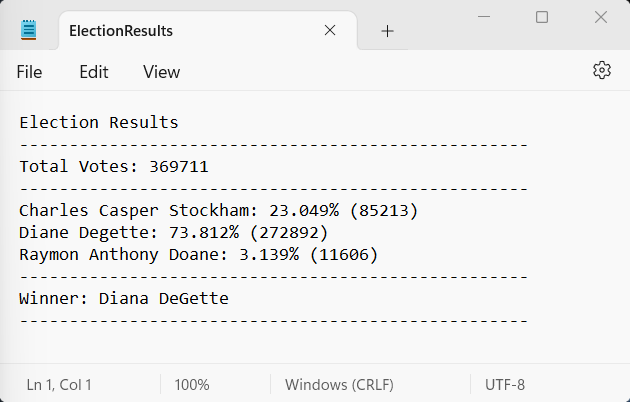 ElectionResults
File Edit View
Election Results
---------------------------------------------------
Total Votes: 369711
---------------------------------------------------
Charles Casper Stockham: 23.049% (85213)
Diane Degette: 73.812% (272892)
Raymon Anthony Doane: 3.139% (11606)
---------------------------------------------------
Winner: Diana DeGette
---------------------------------------------------
Ln 1, Col 1 100% Windows (CRLF) UTF-8